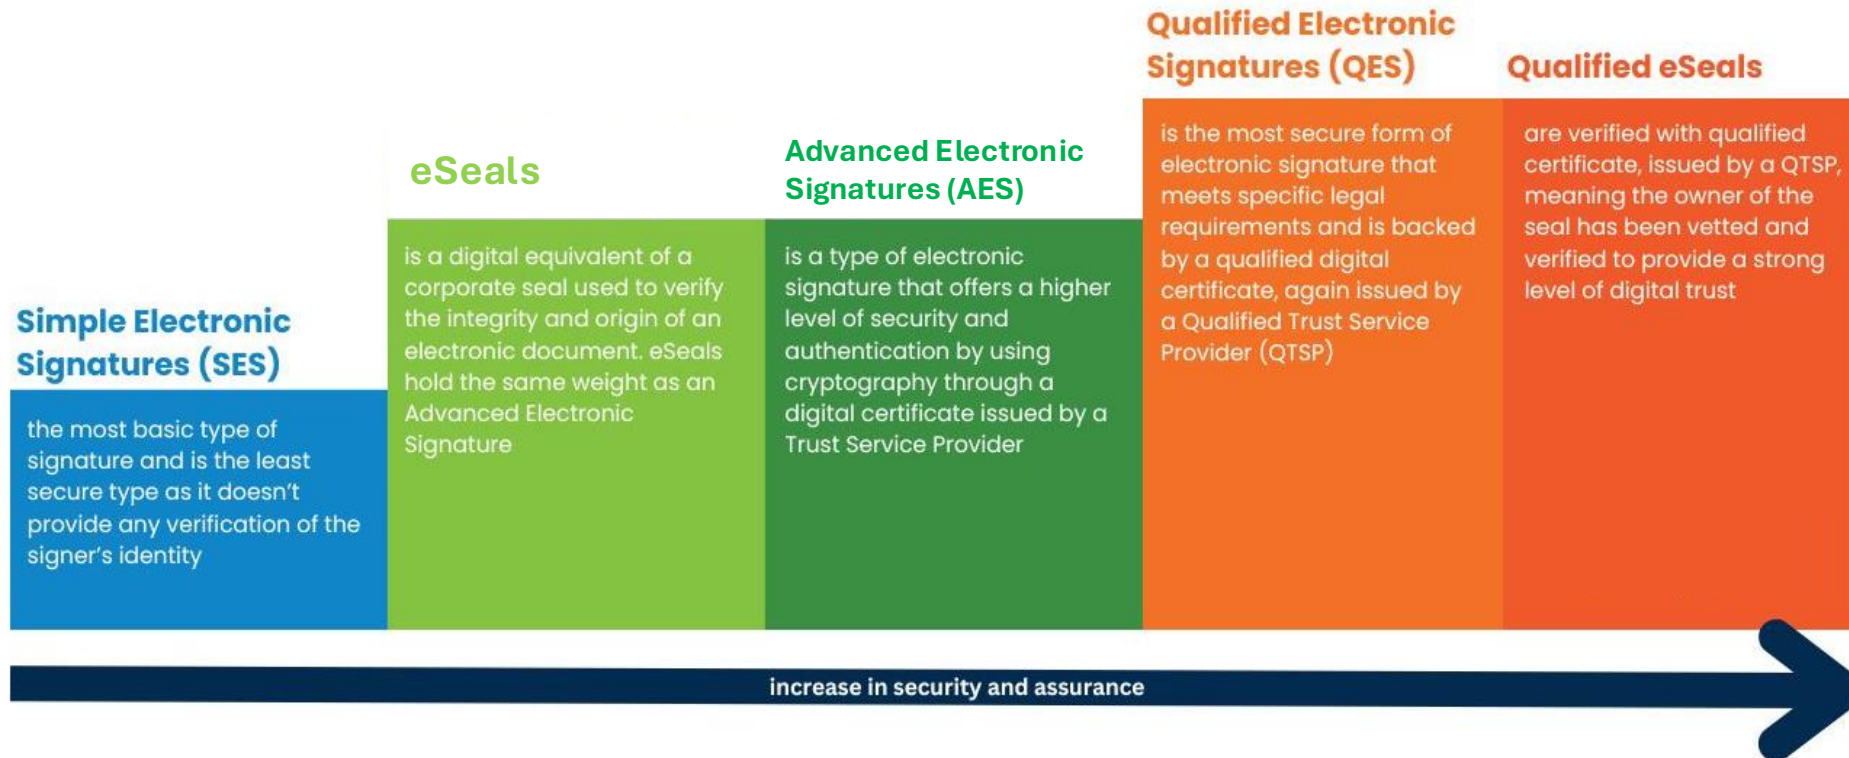 Simple Electronic
Signatures (SES)
the most basic type of
signature and is the least
secure type as it doesn't
provide any verification of the
signer's identity
eSeals
is a digital equivalent of a
corporate seal used to verify
the integrity and origin of an
electronic document. eSeals
hold the same weight as an
Advanced Electronic
Signature
Advanced Electronic
Signatures (AES)
is a type of electronic
signature that offers a higher
level of security and
authentication by using
cryptography through a
digital certificate issued by a
Trust Service Provider
Qualified Electronic
Signatures (QES)
is the most secure form of
electronic signature that
meets specific legal
requirements and is backed
by a qualified digital
certificate, again issued by
a Qualified Trust Service
Provider (QTSP)
Qualified eSeals
are verified with qualified
certificate, issued by a QTSP,
meaning the owner of the
seal has been vetted and
verified to provide a strong
level of digital trust
increase in security and assurance